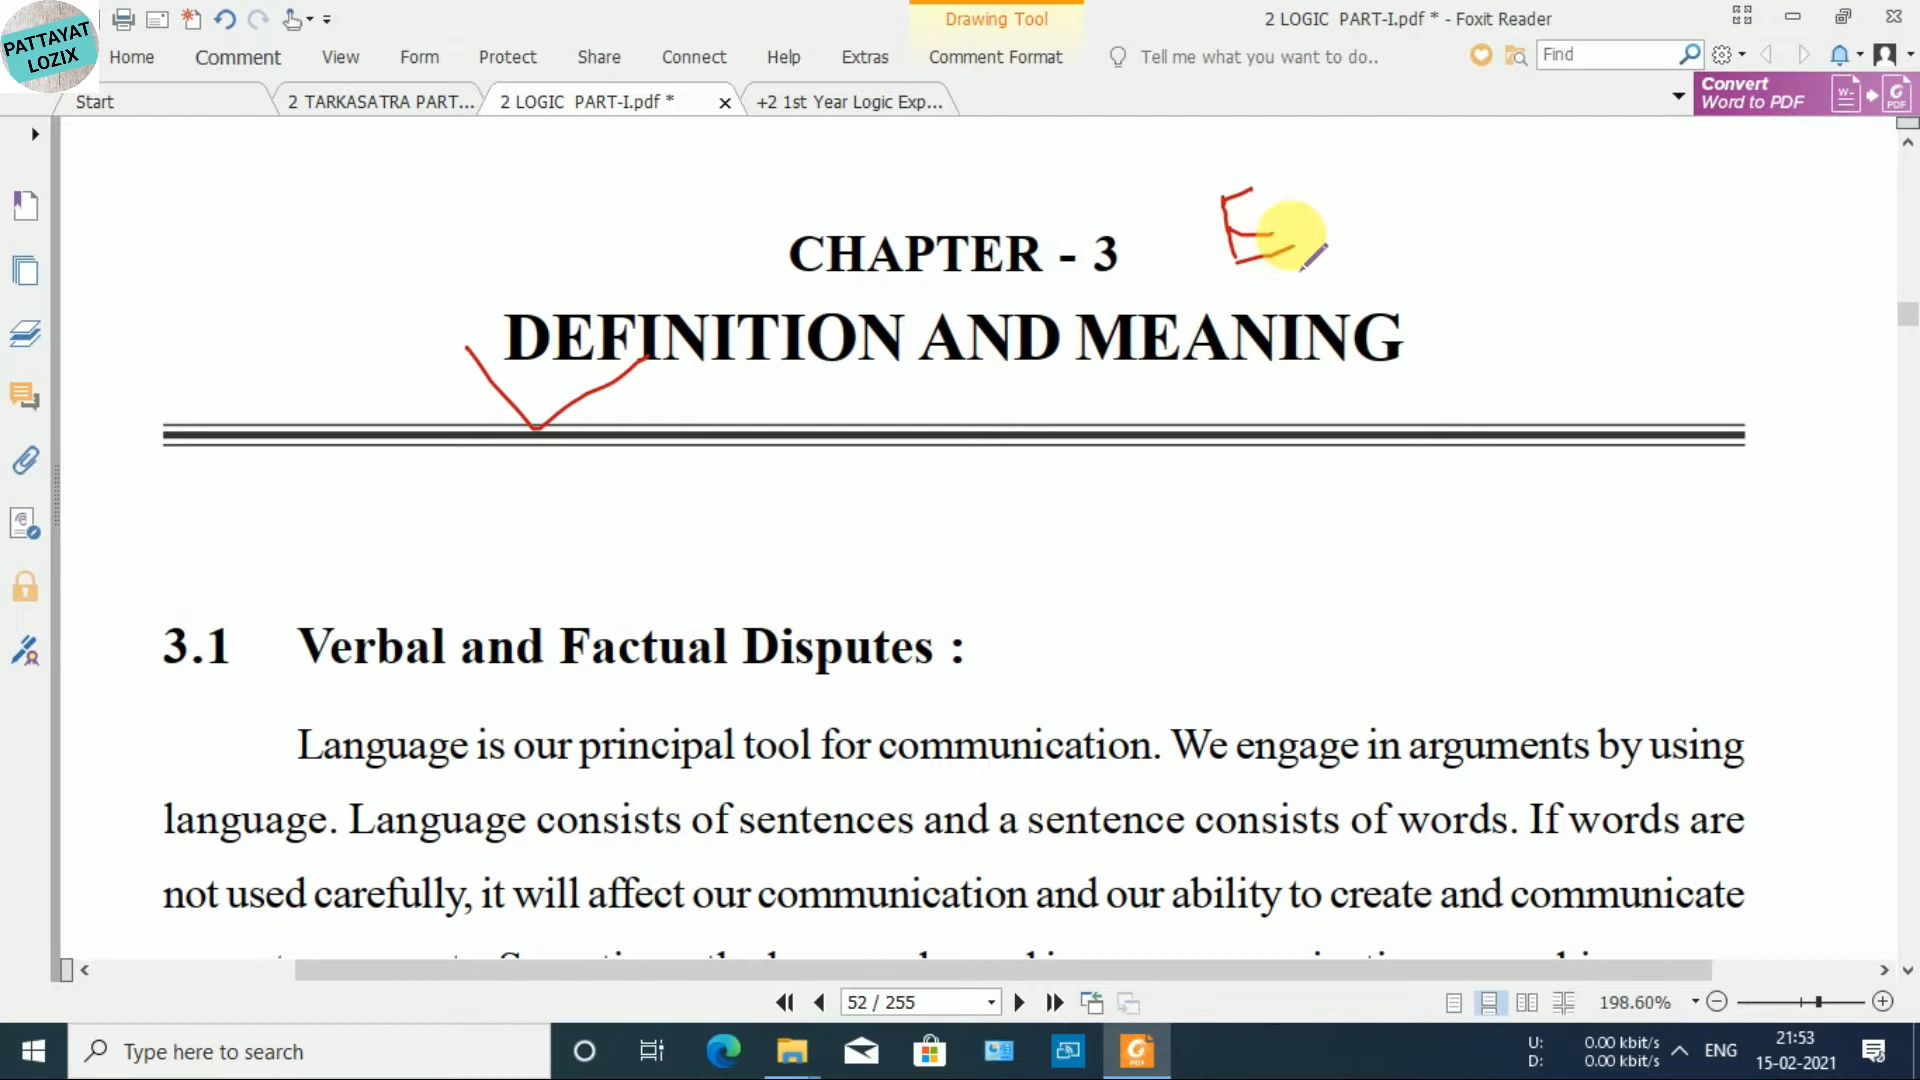 PATTAYAT
LOZIX
Drawing Tool
2 LOGIC PART-I.pdf * - Foxit Reader
Home
Comment
View
Form
Protect
Share
Connect
Help
Extras
Comment Format
Tell me what you want to do..
Find
Start
2 TARKASATRA PART...
2 LOGIC PART-I.pdf *
+2 1st Year Logic Exp...
Convert
Word to PDF
CHAPTER - 3
E
DEFINITION AND MEANING
3.1 Verbal and Factual Disputes :
Language is our principal tool for communication. We engage in arguments by using
language. Language consists of sentences and a sentence consists of words. If words are
not used carefully, it will affect our communication and our ability to create and communicate
52 / 255
198.60%
Type here to search
U: 0.00 kbit/s
D: 0.00 kbit/s
ENG
21:53
15-02-2021